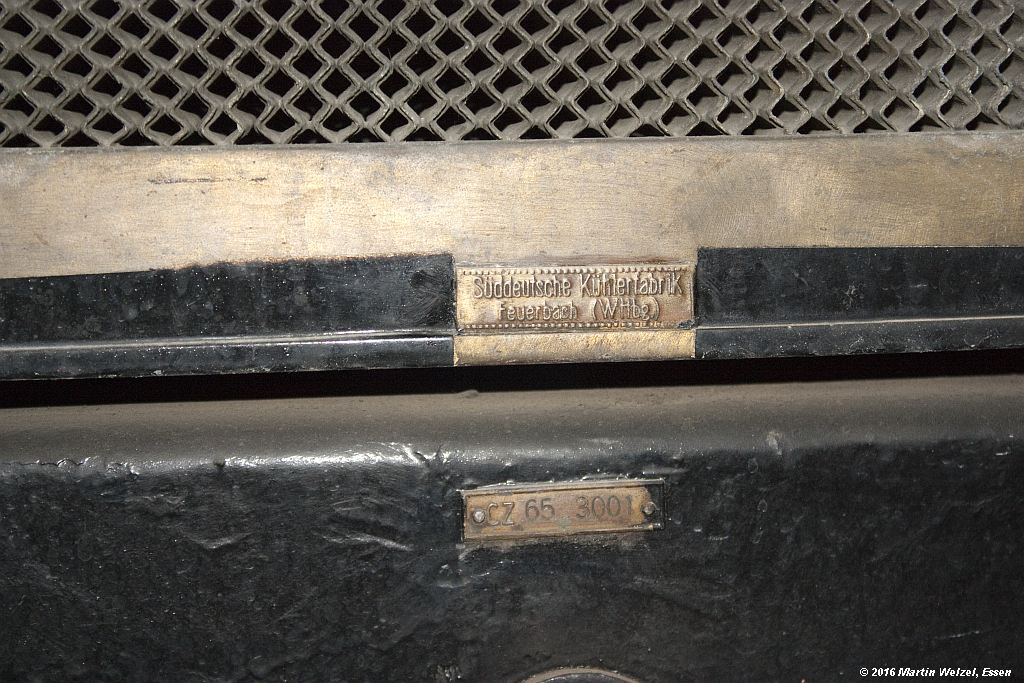 Süddeutsche Kühlerfabrik
Feuerbach (Wttbg.)
CZ 65 3001
© 2016 Martin Welzel, Essen